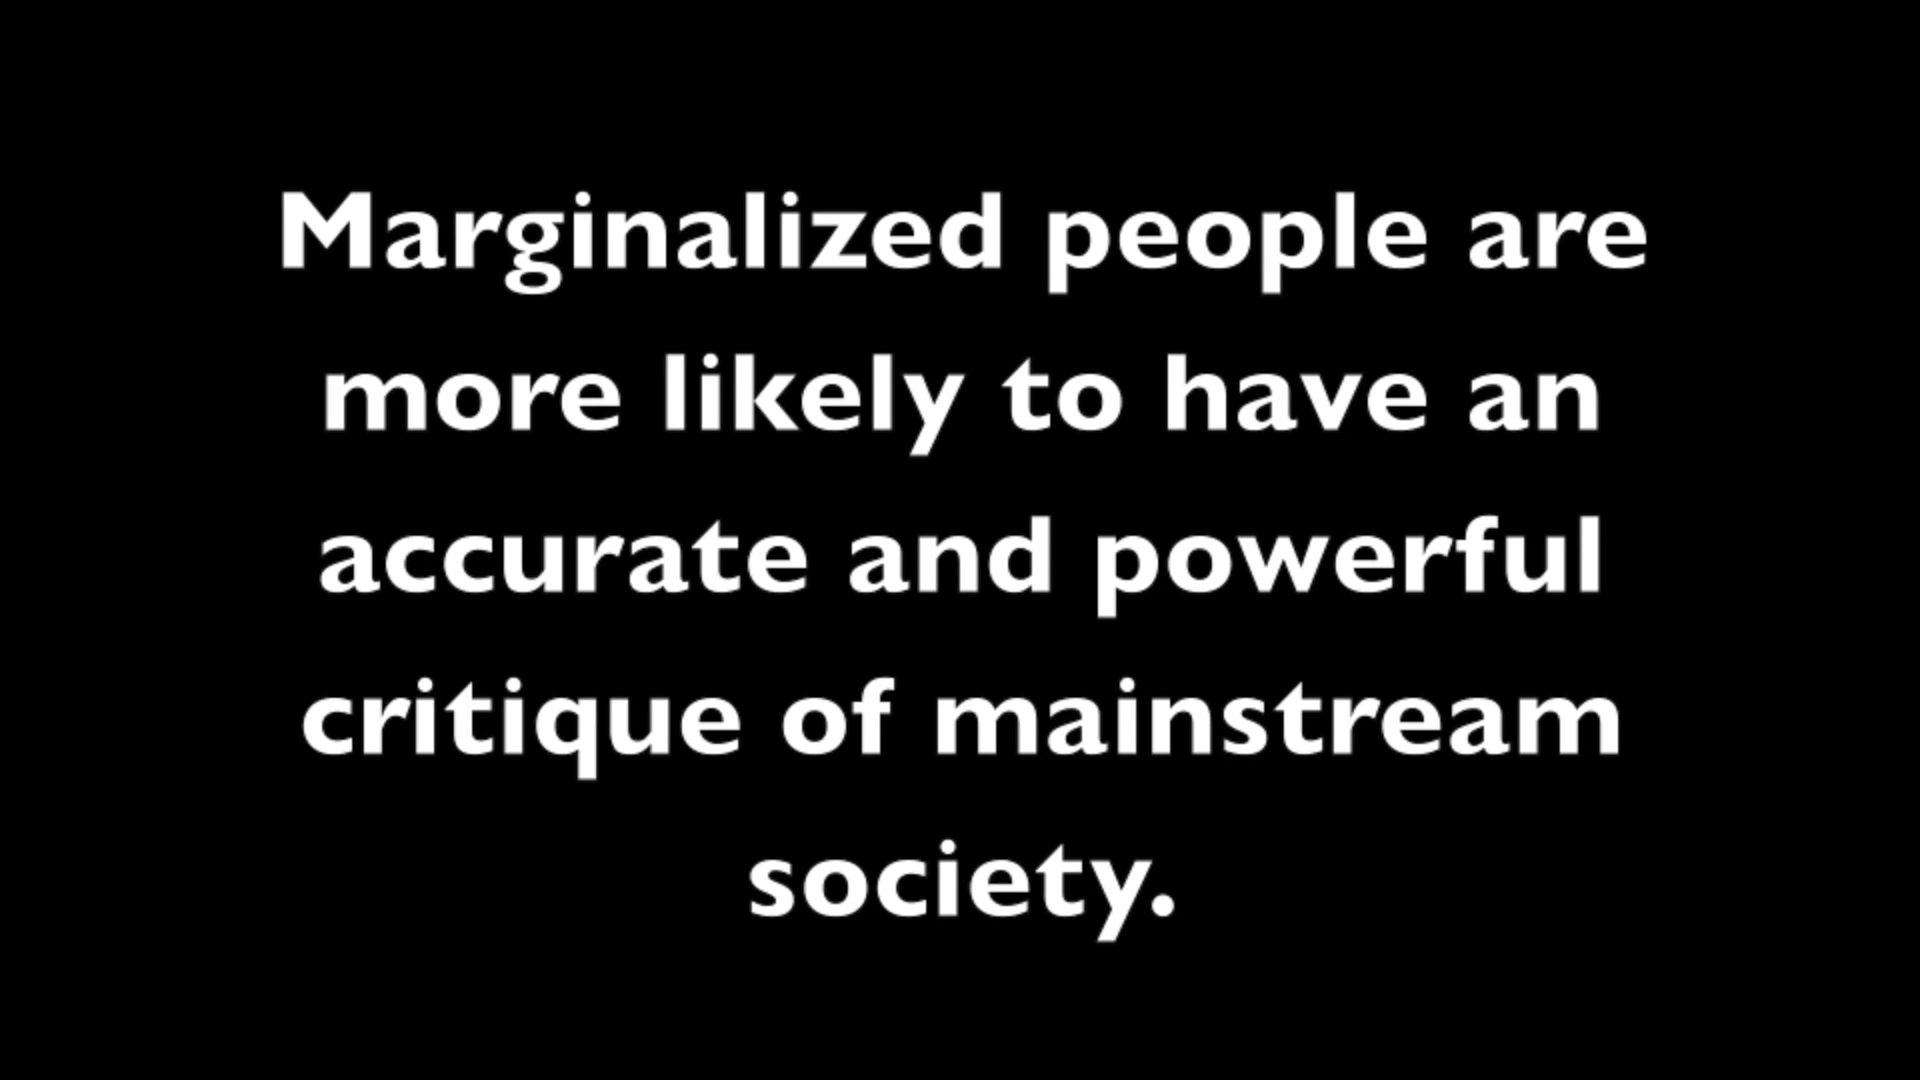 Marginalized people are
more likely to have an
accurate and powerful
critique of mainstream
society.